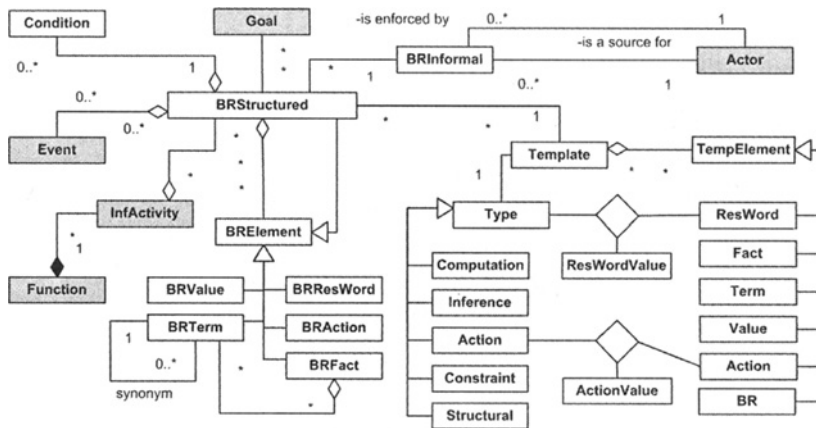 Condition
Goal
-is enforced by
0..*
1
-is a source for
BRInformal
Actor
0..*
1
*
*
*
*
1
0..*
1
BRStructured
0..*
0..*
*
*
1
Event
*
*
*
Template
TempElement
*
*
*
1
InfActivity
BRElement
Type
ResWord
*
1
ResWordValue
Computation
Fact
Function
BRValue
BRResWord
Inference
Term
BRTerm
BRAction
Value
1
Action
0..*
BRFact
Action
*
Constraint
ActionValue
synonym
*
Structural
BR